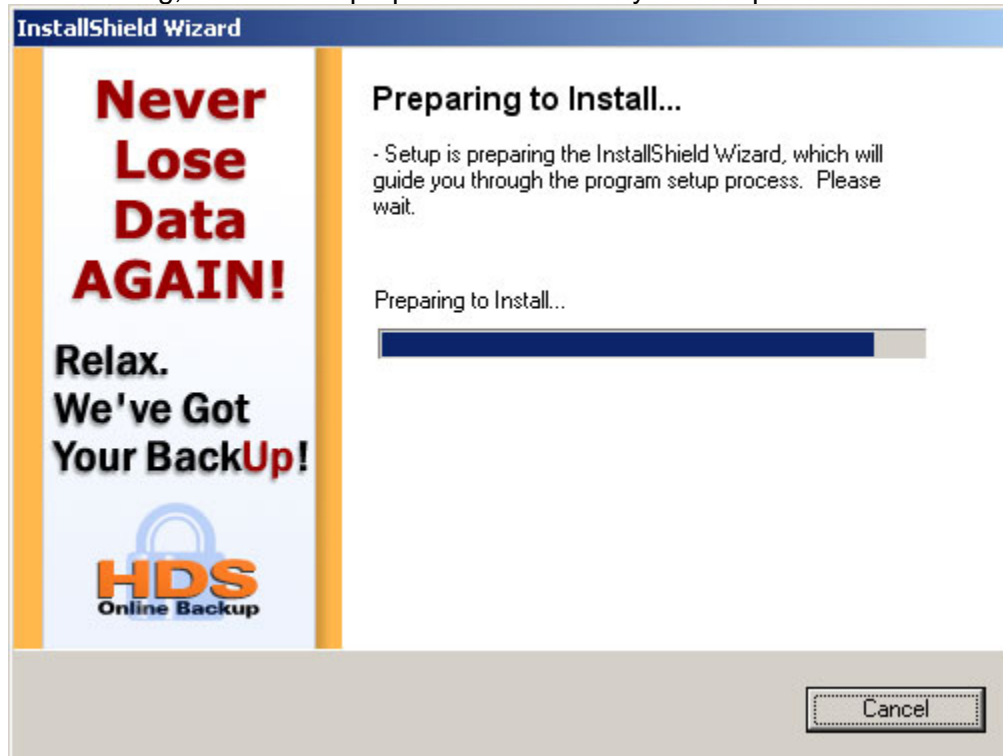 InstallShield Wizard
Never
Lose
Data
AGAIN!
Relax.
We've Got
Your BackUp!
HDS
Online Backup
Preparing to Install...
- Setup is preparing the InstallShield Wizard, which will
guide you through the program setup process. Please
wait.
Preparing to Install...
Cancel